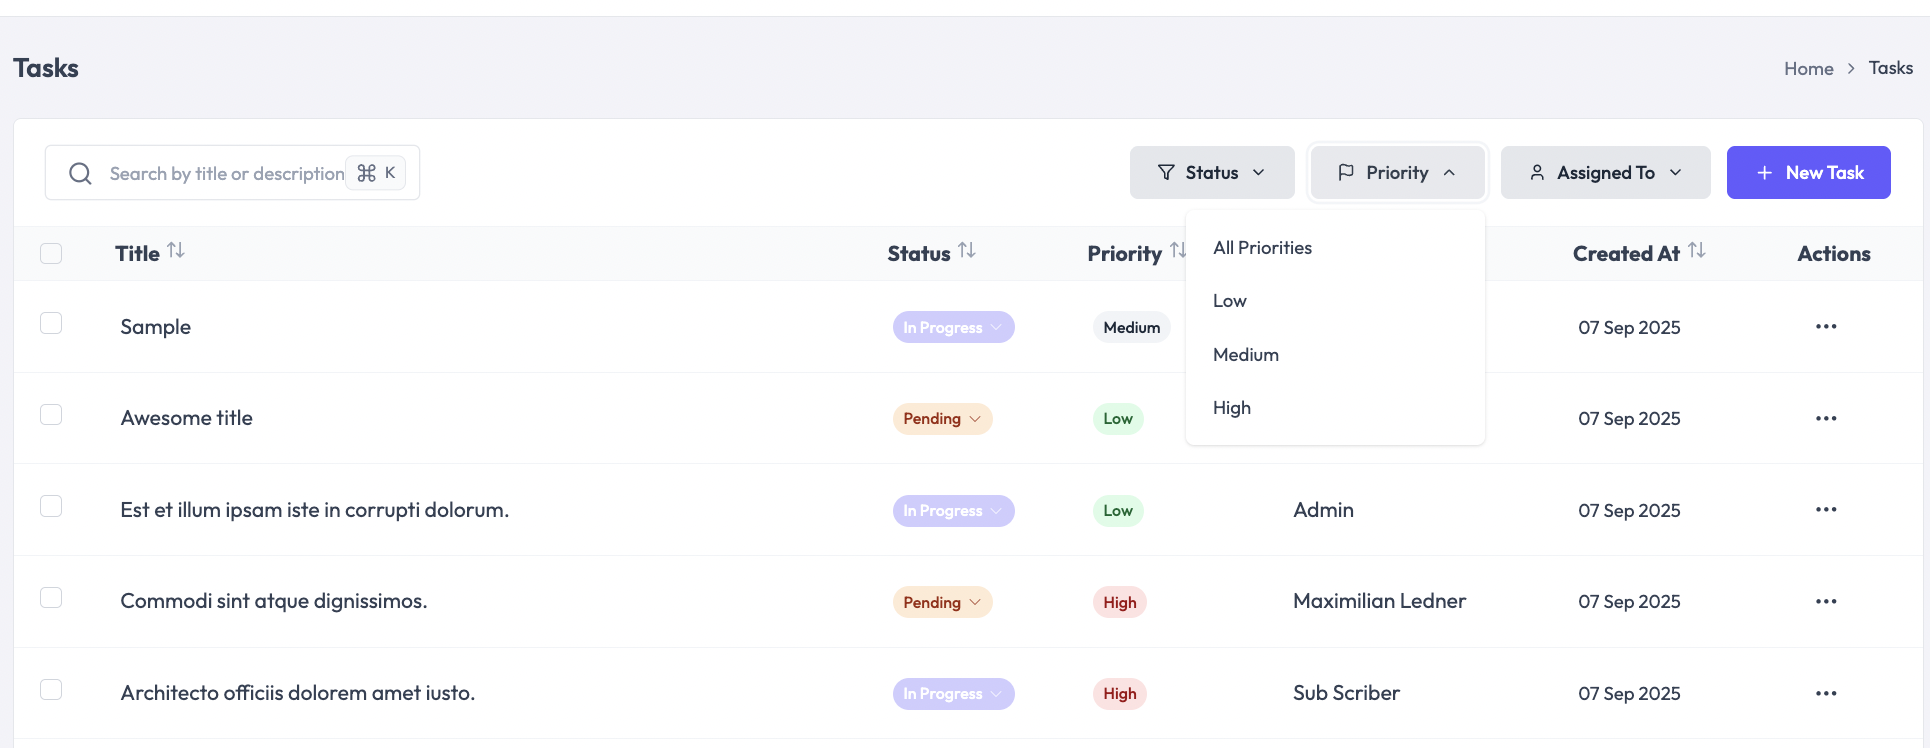 Tasks
Home > Tasks
Search by title or description ⌘ K
Status
Priority
Assigned To
+ New Task
All Priorities
Low
Medium
High
Title Status Priority Created At Actions
Sample In Progress Medium 07 Sep 2025
Awesome title Pending Low 07 Sep 2025
Est et illum ipsam iste in corrupti dolorum. In Progress Low Admin 07 Sep 2025
Commodi sint atque dignissimos. Pending High Maximilian Ledner 07 Sep 2025
Architecto officiis dolorem amet iusto. In Progress High Sub Scriber 07 Sep 2025